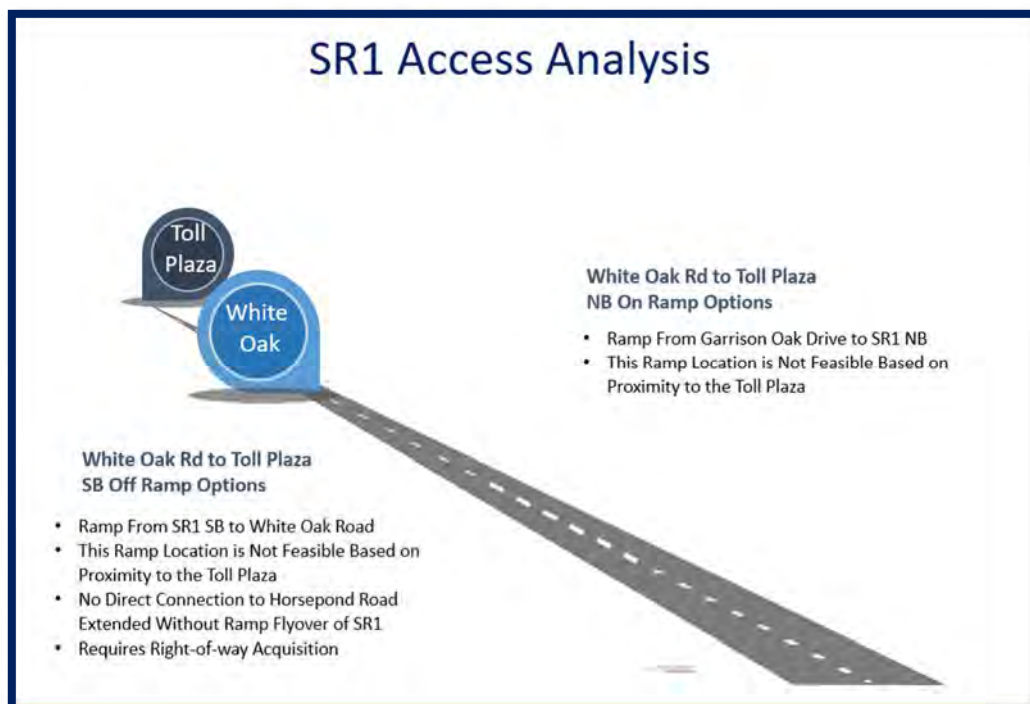 SR1 Access Analysis
Toll
Plaza
White
Oak
White Oak Rd to Toll Plaza
NB On Ramp Options
• Ramp From Garrison Oak Drive to SR1 NB
• This Ramp Location is Not Feasible Based on
Proximity to the Toll Plaza
White Oak Rd to Toll Plaza
SB Off Ramp Options
• Ramp From SR1 SB to White Oak Road
• This Ramp Location is Not Feasible Based on
Proximity to the Toll Plaza
• No Direct Connection to Horsepond Road
Extended Without Ramp Flyover of SR1
• Requires Right-of-way Acquisition